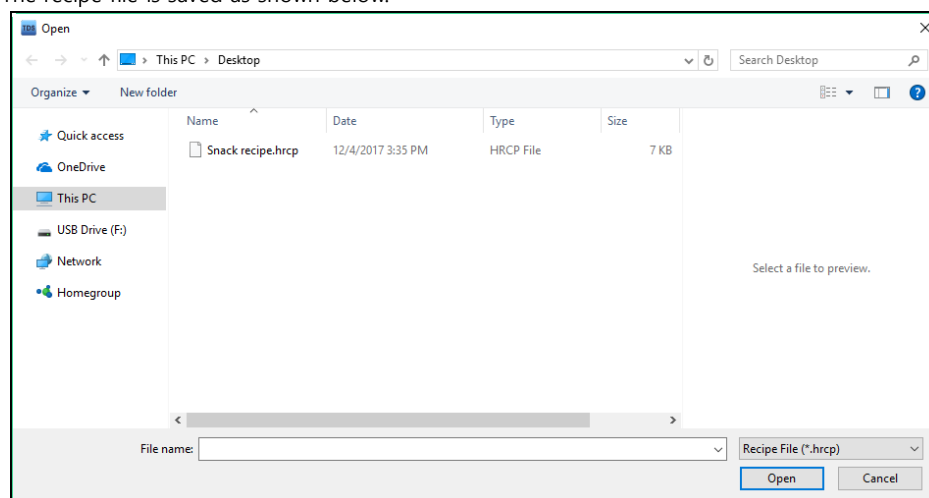 The recipe file is saved as shown below.
TDS Open
This PC > Desktop
Search Desktop
Organize New folder
Name Date Type Size
Quick access
Snack recipe.hrcp 12/4/2017 3:35 PM HRCP File 7 KB
OneDrive
This PC
USB Drive (F:)
Network
Select a file to preview.
Homegroup
File name: Recipe File (*.hrcp)
Open Cancel